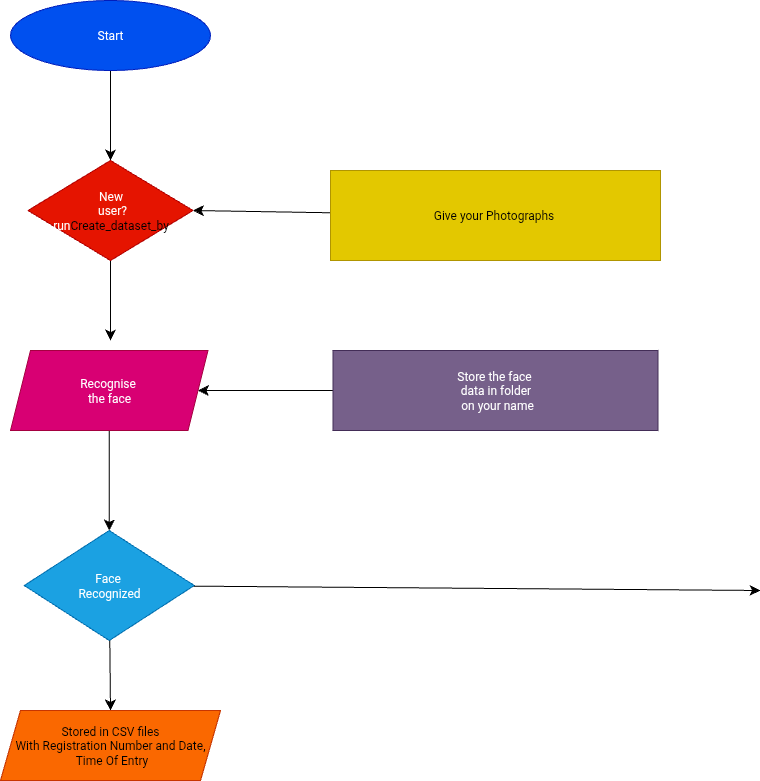 Start
New
user?
runCreate_dataset_by
Give your Photographs
Recognise
the face
Store the face
data in folder
on your name
Face
Recognized
Stored in CSV files
With Registration Number and Date,
Time Of Entry